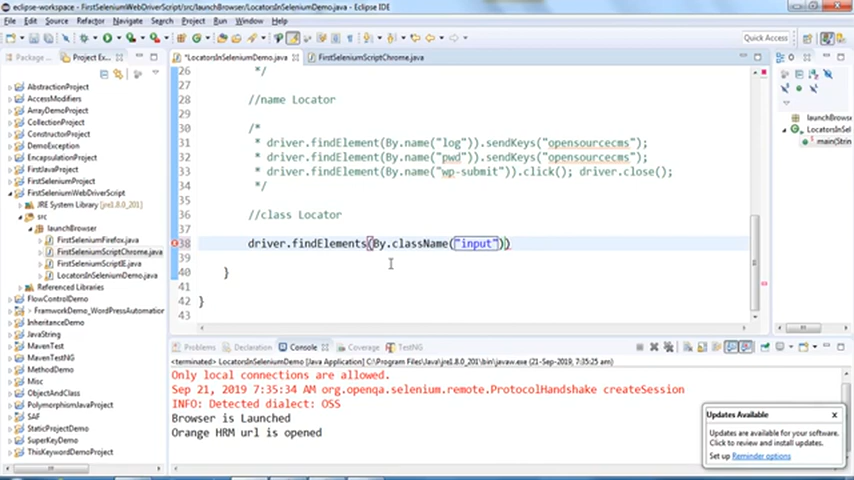 eclipse-workspace - FirstSeleniumWebDriverScript/src/launchBrowser/LocatorsInSeleniumDemo.java - Eclipse IDE
File Edit Source Refactor Navigate Search Project Run Window Help
Quick Access
Package... Project Ex...
*LocatorsInSeleniumDemo.java FirstSeleniumScriptChrome.java
AbstractionProject
AccessModifiers
ArrayDemoProject
CollectionProject
ConstructorProject
DemoException
EncapsulationProject
FirstJavaProject
FirstSeleniumProject
FirstSeleniumWebDriverScript
JRE System Library [jre1.8.0_201]
src
launchBrowser
FirstSeleniumFirefox.java
FirstSeleniumScriptChrome.java
FirstSeleniumScriptIE.java
LocatorsInSeleniumDemo.java
Referenced Libraries
FlowControlDemo
FramworkDemo_WordPressAutomation
InheritanceDemo
JavaString
MavenTest
MavenTestNG
MethodDemo
Misc
ObjectAndClass
PolymorphismJavaProject
SAF
StaticProjectDemo
SuperKeyDemo
ThisKeywordDemoProject
26 */
27
28 //name Locator
29
30 /*
31 * driver.findElement(By.name("log")).sendKeys("opensourcecms");
32 * driver.findElement(By.name("pwd")).sendKeys("opensourcecms");
33 * driver.findElement(By.name("wp-submit")).click(); driver.close();
34 */
35
36 //class Locator
37
38 driver.findElements(By.className("input"))
39
40 }
41
42 }
43
launchBrowser
LocatorsInSe
main(Strin
Problems Declaration Console Coverage TestNG
<terminated> LocatorsInSeleniumDemo [Java Application] C:\Program Files\Java\jre1.8.0_201\bin\javaw.exe (21-Sep-2019, 7:35:25 am)
Only local connections are allowed.
Sep 21, 2019 7:35:34 AM org.openqa.selenium.remote.ProtocolHandshake createSession
INFO: Detected dialect: OSS
Browser is Launched
Orange HRM url is opened
Updates Available
Updates are available for your software.
Click to review and install updates.
Set up Reminder options